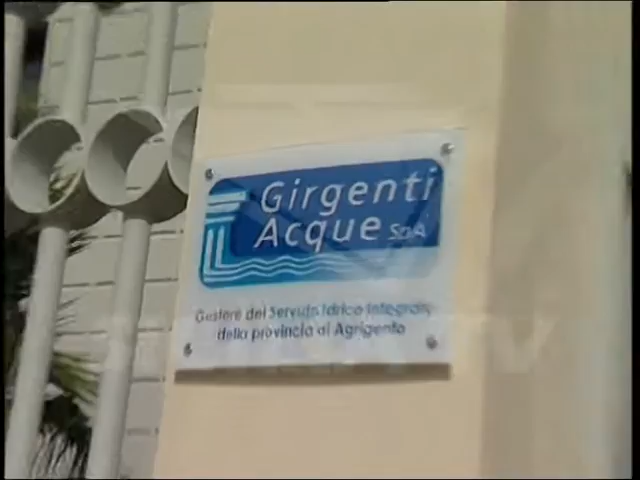 Girgenti
Acque SpA
Gestore del Servizio Idrico Integrato
della provincia di Agrigento